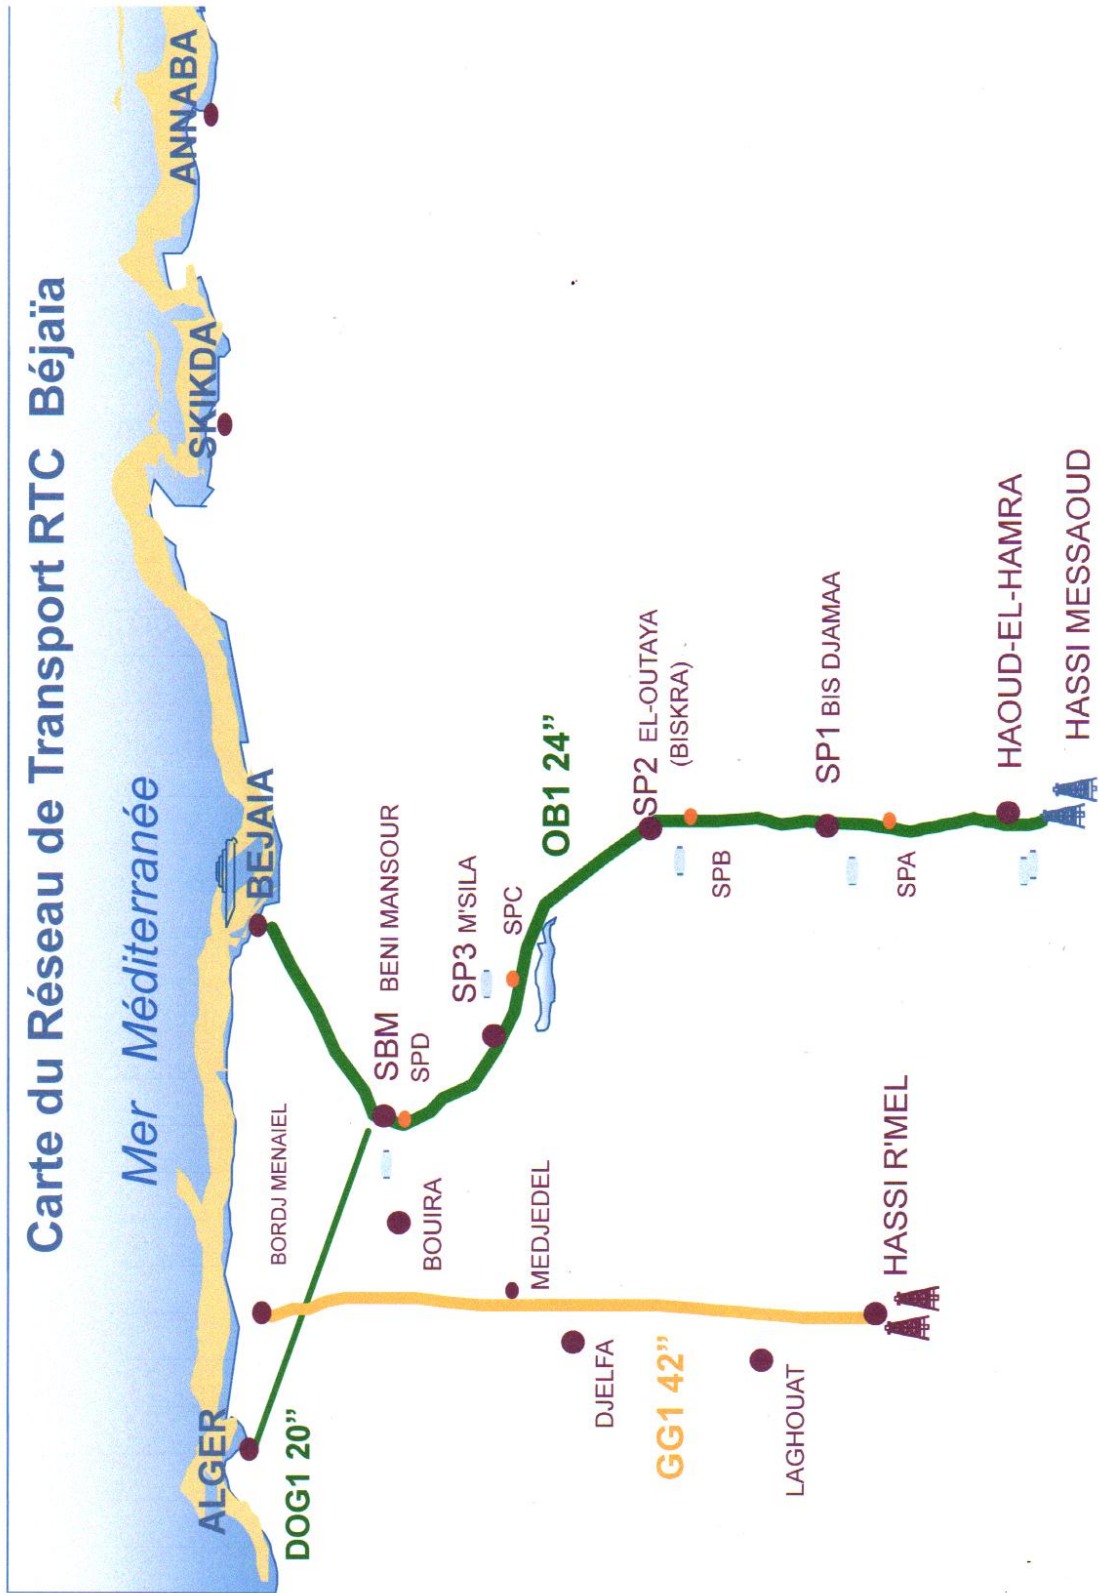 Carte du Réseau de Transport RTC Béjaïa
Mer Méditerranée
ALGER
BEJAIA
SKIKDA
ANNABA
BORDJ MENAIEL
DOG1 20”
SBM BENI MANSOUR
SPD
BOUIRA
SP3 M'SILA
SPC
MEDJEDEL
OB1 24”
DJELFA
SP2 EL-OUTAYA
(BISKRA)
GG1 42”
SPB
LAGHOUAT
SP1 BIS DJAMAA
SPA
HASSI R'MEL
HAOUD-EL-HAMRA
HASSI MESSAOUD